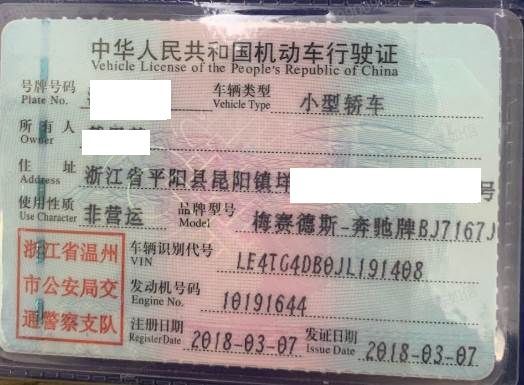 中华人民共和国机动车行驶证
Vehicle License of the People's Republic of China
号牌号码
Plate No.
车辆类型 小型轿车
Vehicle Type
所有人
Owner
住址 浙江省平阳县昆阳镇 号
Address
使用性质 非营运 品牌型号 梅赛德斯-奔驰牌BJ7167J
Use Character Model
浙江省温州
市公安局交
通警察支队
车辆识别代号 LE4TG4DB0JL191408
VIN
发动机号码 10191644
Engine No.
注册日期 2018-03-07 发证日期 2018-03-07
Register Date Issue Date